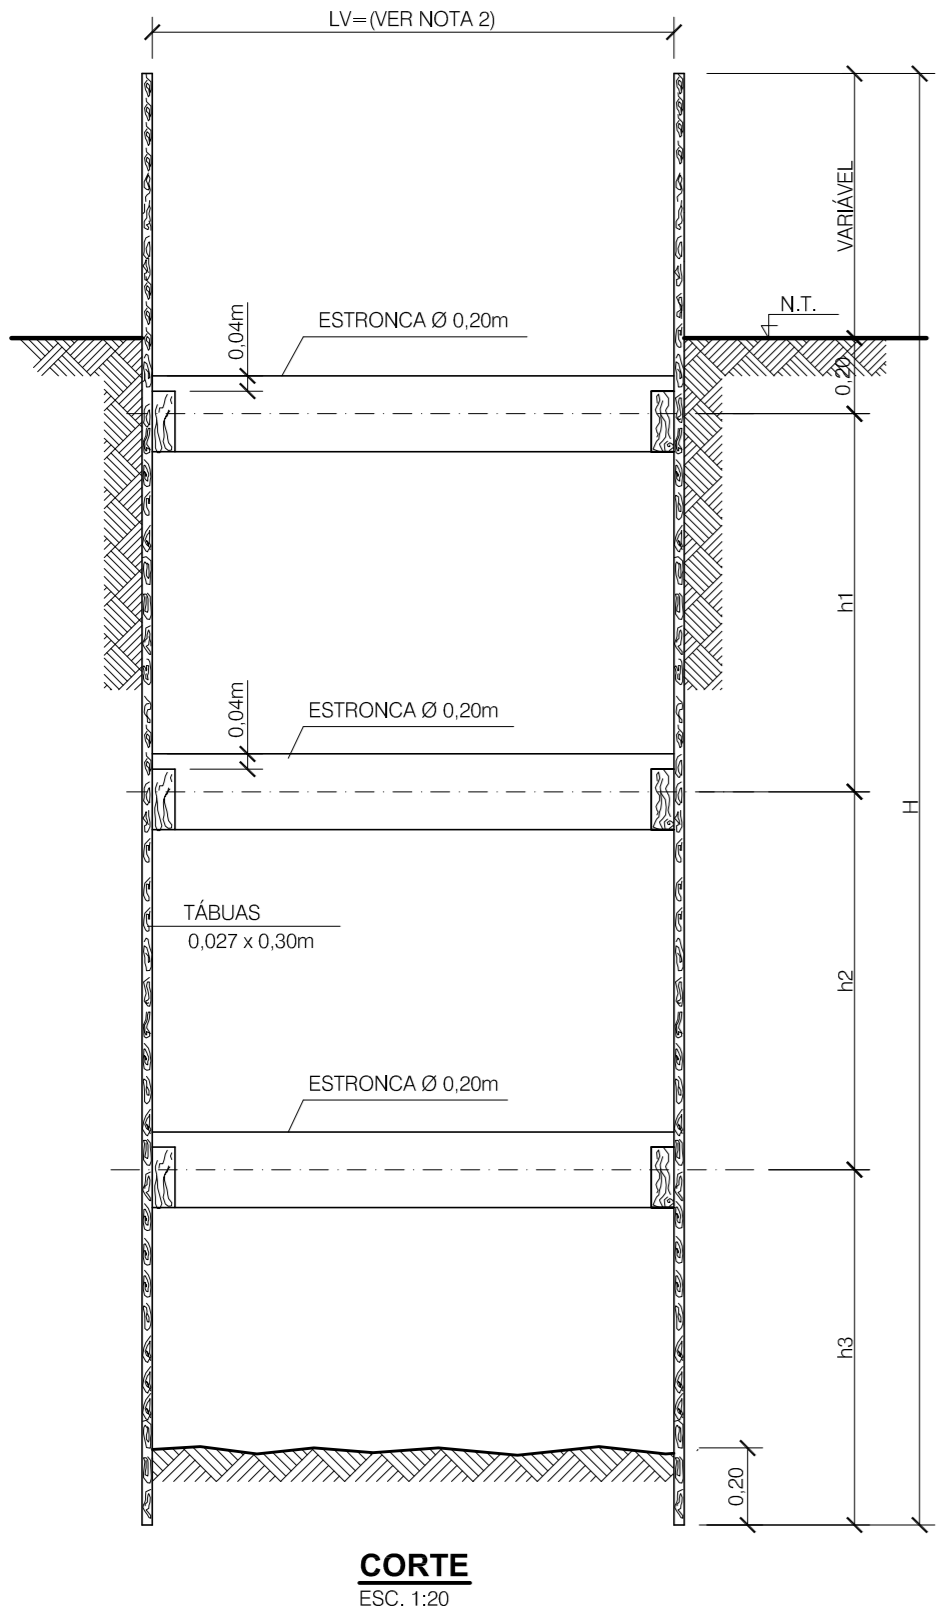 LV=(VER NOTA 2)
VARIÁVEL
N.T.
0,04m
ESTRONCA Ø 0,20m
0,20
h1
0,04m
ESTRONCA Ø 0,20m
H
TÁBUAS
0,027 x 0,30m
h2
ESTRONCA Ø 0,20m
h3
0,20
CORTE
ESC. 1:20